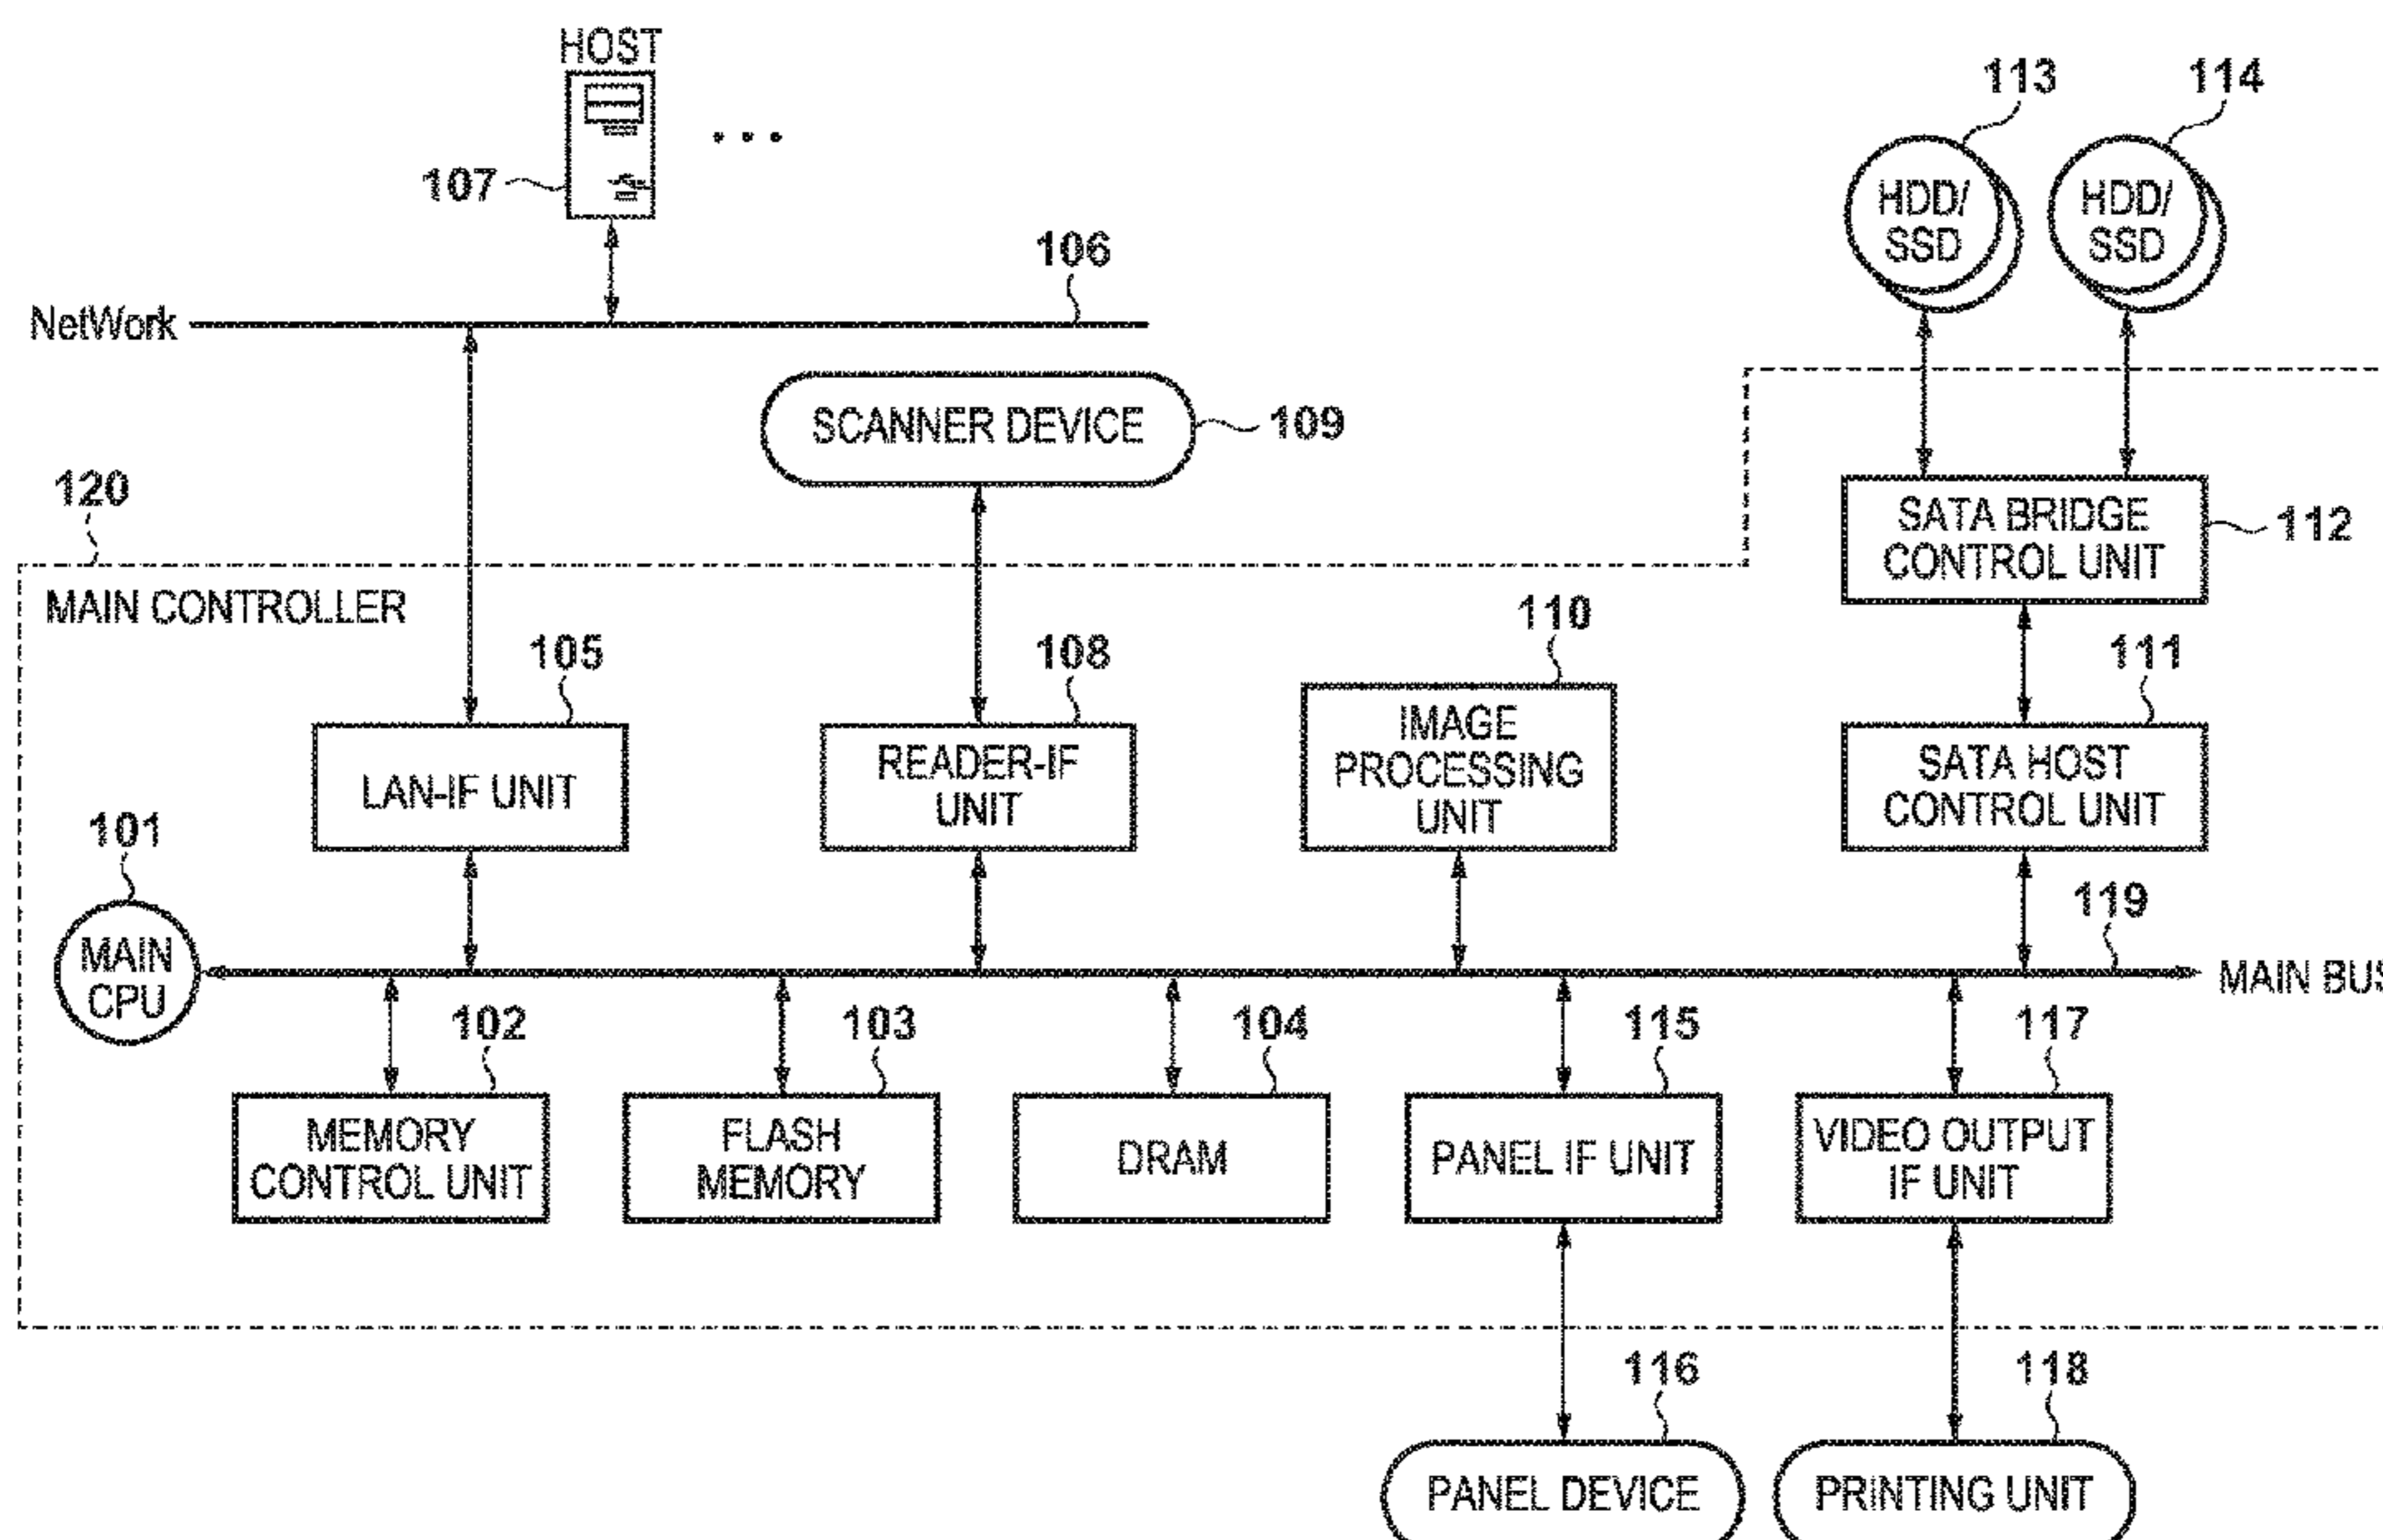 HOST
107
• • •
113
114
HDD/
SSD
HDD/
SSD
106
NetWork
SCANNER DEVICE
109
120
SATA BRIDGE
CONTROL UNIT
112
MAIN CONTROLLER
105
108
110
111
LAN-IF UNIT
READER-IF
UNIT
IMAGE
PROCESSING
UNIT
SATA HOST
CONTROL UNIT
101
MAIN
CPU
119
MAIN BUS
102
103
104
115
117
MEMORY
CONTROL UNIT
FLASH
MEMORY
DRAM
PANEL IF UNIT
VIDEO OUTPUT
IF UNIT
116
118
PANEL DEVICE
PRINTING UNIT